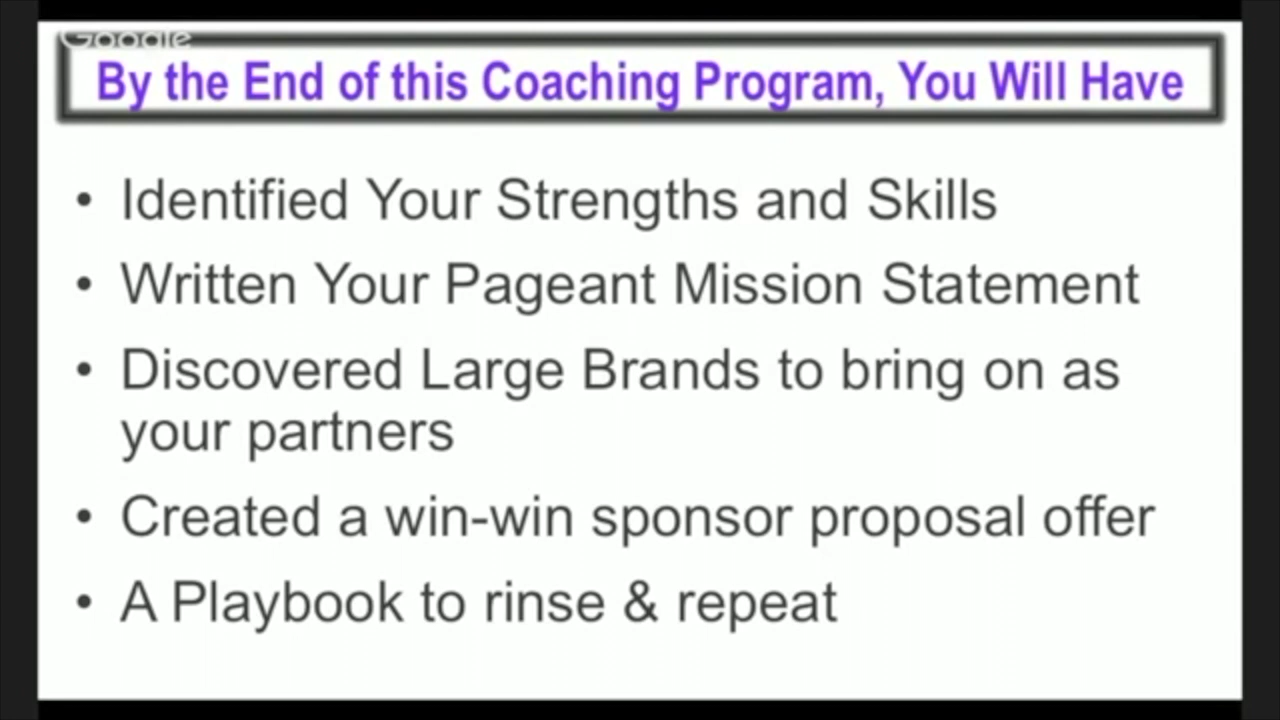 Google
By the End of this Coaching Program, You Will Have
• Identified Your Strengths and Skills
• Written Your Pageant Mission Statement
• Discovered Large Brands to bring on as
your partners
• Created a win-win sponsor proposal offer
• A Playbook to rinse & repeat